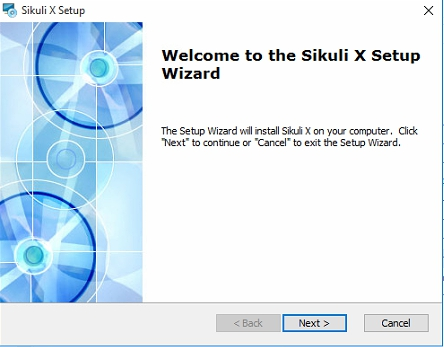 Sikuli X Setup
Welcome to the Sikuli X Setup
Wizard
The Setup Wizard will install Sikuli X on your computer. Click
"Next" to continue or "Cancel" to exit the Setup Wizard.
< Back Next > Cancel